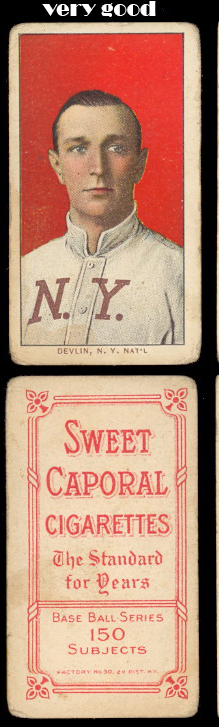 very good
N. Y.
DEVLIN, N. Y. NAT'L
SWEET
CAPORAL
CIGARETTES
The Standard
for Years
BASE BALL SERIES
150
SUBJECTS
FACTORY NO. 30, 2D DIST. N.Y.